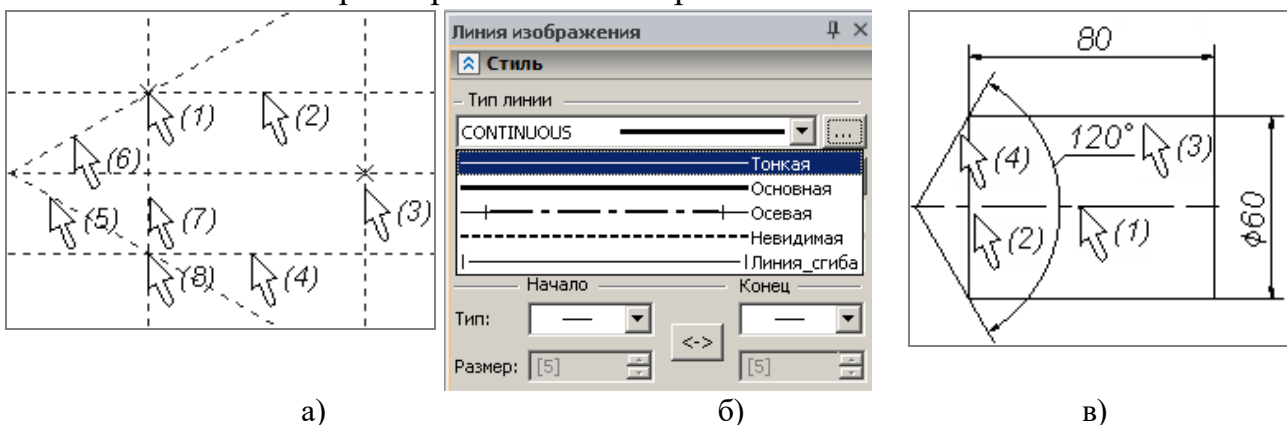 (1)
(2)
(6)
(5)
(7)
(3)
(8)
(4)
Линия изображения
Стиль
Тип линии
CONTINUOUS
...
Тонкая
Основная
Осевая
Невидимая
Линия_сгиба
Начало
Конец
Тип:
<->
Размер:
[5]
[5]
80
120°
(3)
(4)
(2)
(1)
ϕ60
а)
б)
в)